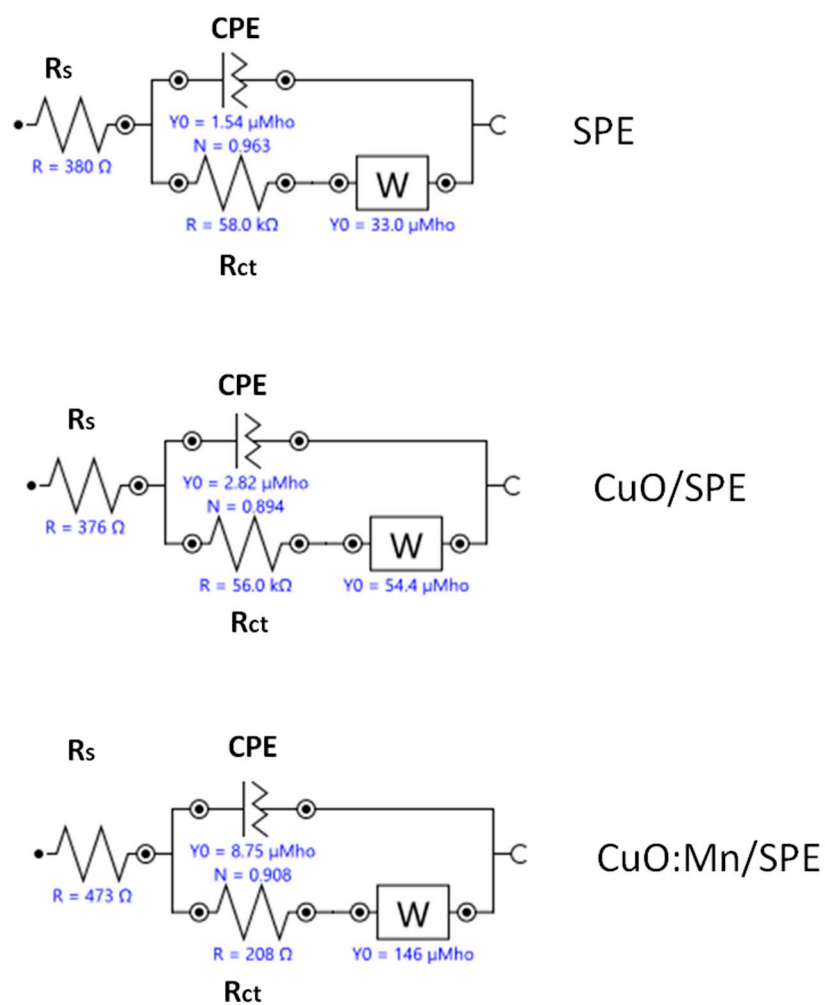 CPE
Rs
Y0 = 1.54 µMho
SPE
N = 0.963
R = 380 Ω
W
R = 58.0 kΩ
Y0 = 33.0 µMho
Rct
CPE
Rs
Y0 = 2.82 µMho
CuO/SPE
N = 0.894
R = 376 Ω
W
R = 56.0 kΩ
Y0 = 54.4 µMho
Rct
CPE
Rs
Y0 = 8.75 µMho
CuO:Mn/SPE
N = 0.908
R = 473 Ω
W
R = 208 Ω
Y0 = 146 µMho
Rct